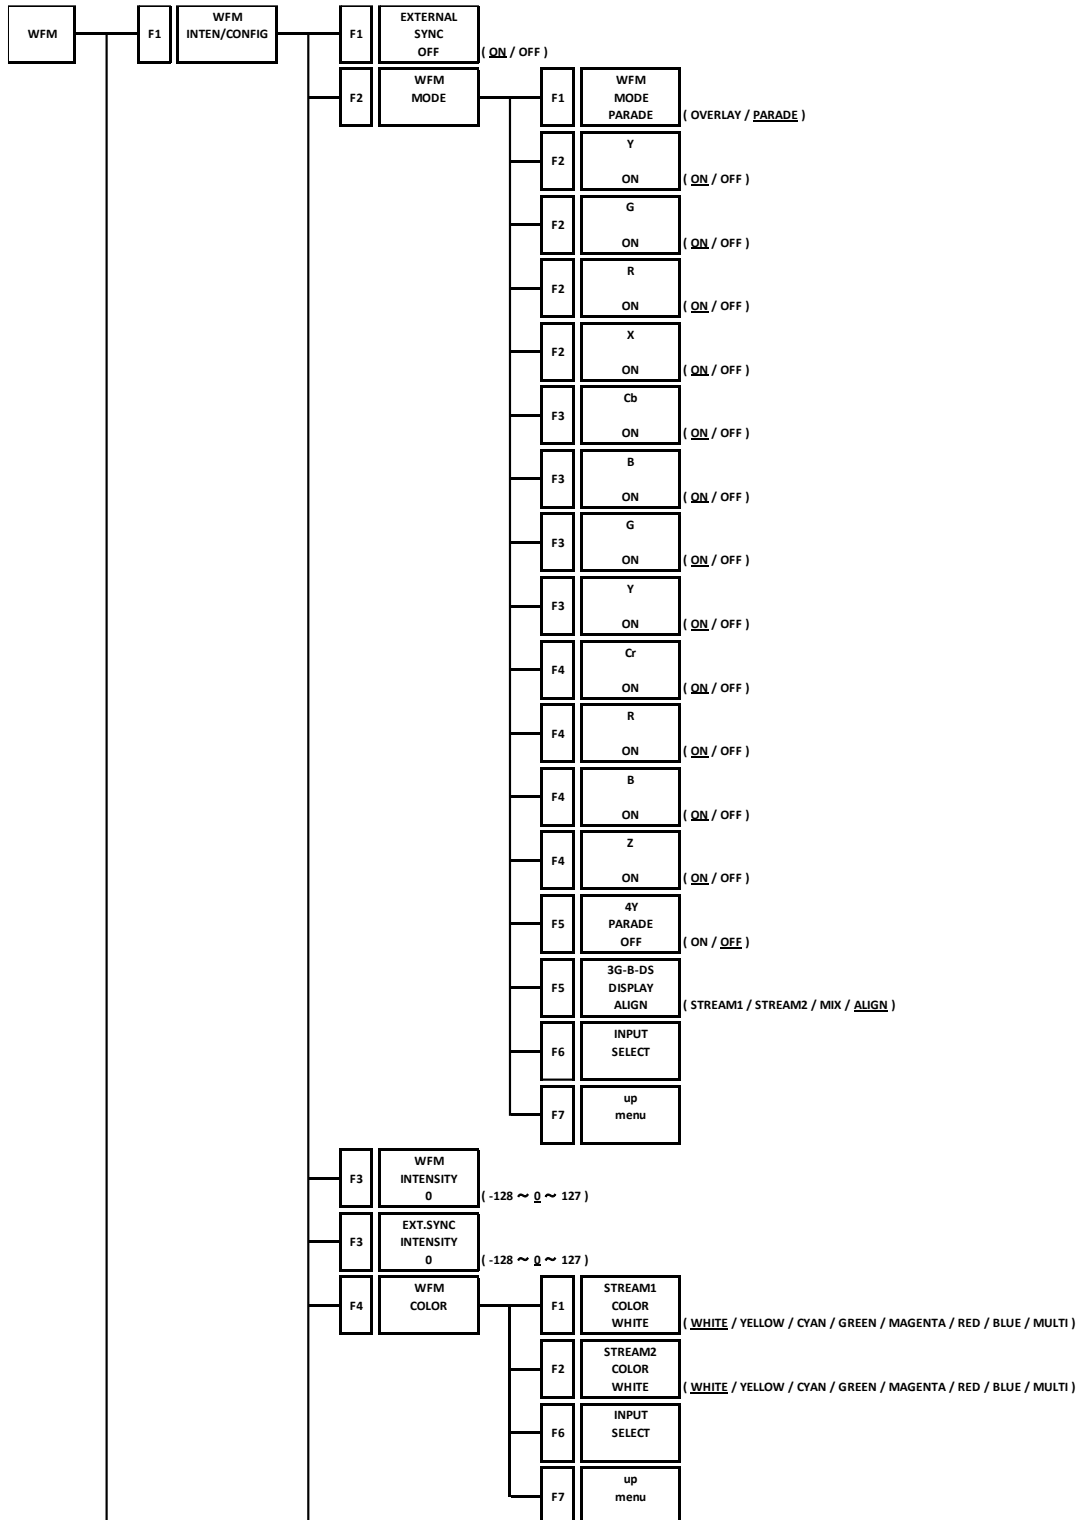 WFM
F1
WFM
INTEN/CONFIG
F1
EXTERNAL
SYNC
OFF
( ON / OFF )
F2
WFM
MODE
F1
WFM
MODE
PARADE
( OVERLAY / PARADE )
F2
Y
ON
( ON / OFF )
F2
G
ON
( ON / OFF )
F2
R
ON
( ON / OFF )
F2
X
ON
( ON / OFF )
F3
Cb
ON
( ON / OFF )
F3
B
ON
( ON / OFF )
F3
G
ON
( ON / OFF )
F3
Y
ON
( ON / OFF )
F4
Cr
ON
( ON / OFF )
F4
R
ON
( ON / OFF )
F4
B
ON
( ON / OFF )
F4
Z
ON
( ON / OFF )
F5
4Y
PARADE
OFF
( ON / OFF )
F5
3G-B-DS
DISPLAY
ALIGN
( STREAM1 / STREAM2 / MIX / ALIGN )
F6
INPUT
SELECT
F7
up
menu
F3
WFM
INTENSITY
0
( -128 ～ 0 ～ 127 )
F3
EXT.SYNC
INTENSITY
0
( -128 ～ 0 ～ 127 )
F4
WFM
COLOR
F1
STREAM1
COLOR
WHITE
( WHITE / YELLOW / CYAN / GREEN / MAGENTA / RED / BLUE / MULTI )
F2
STREAM2
COLOR
WHITE
( WHITE / YELLOW / CYAN / GREEN / MAGENTA / RED / BLUE / MULTI )
F6
INPUT
SELECT
F7
up
menu